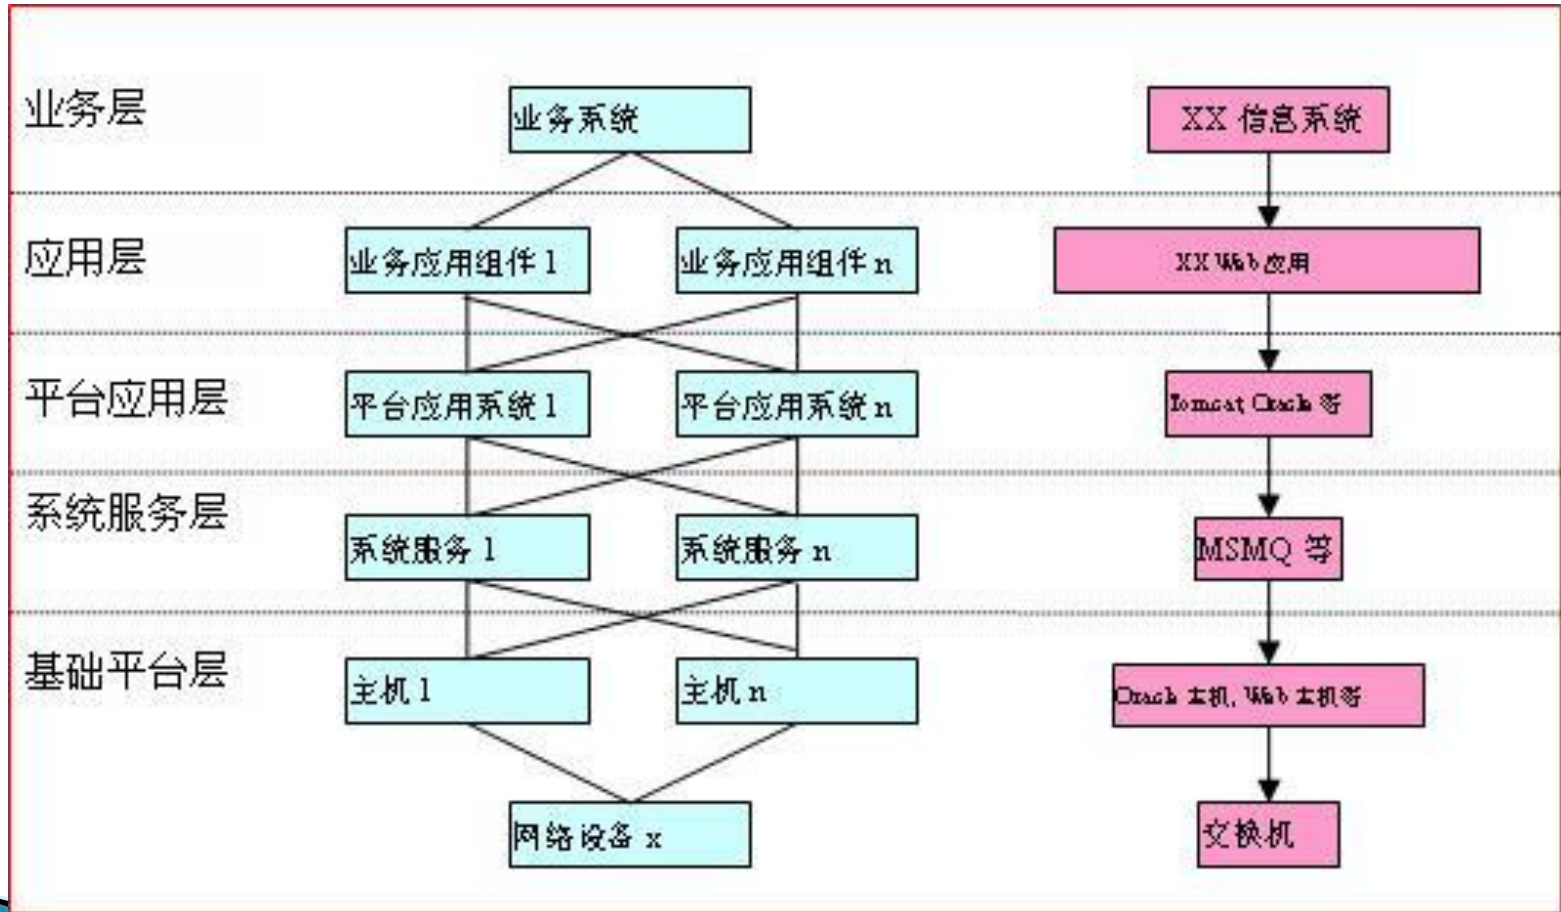 业务层
业务系统
XX 信息系统
应用层
业务应用组件 1
业务应用组件 n
XX Web 应用
平台应用层
平台应用系统 1
平台应用系统 n
Tomcat, Oracle 等
系统服务层
系统服务 1
系统服务 n
MSMQ 等
基础平台层
主机 1
主机 n
Oracle 主机, Web 主机等
网络设备 x
交换机